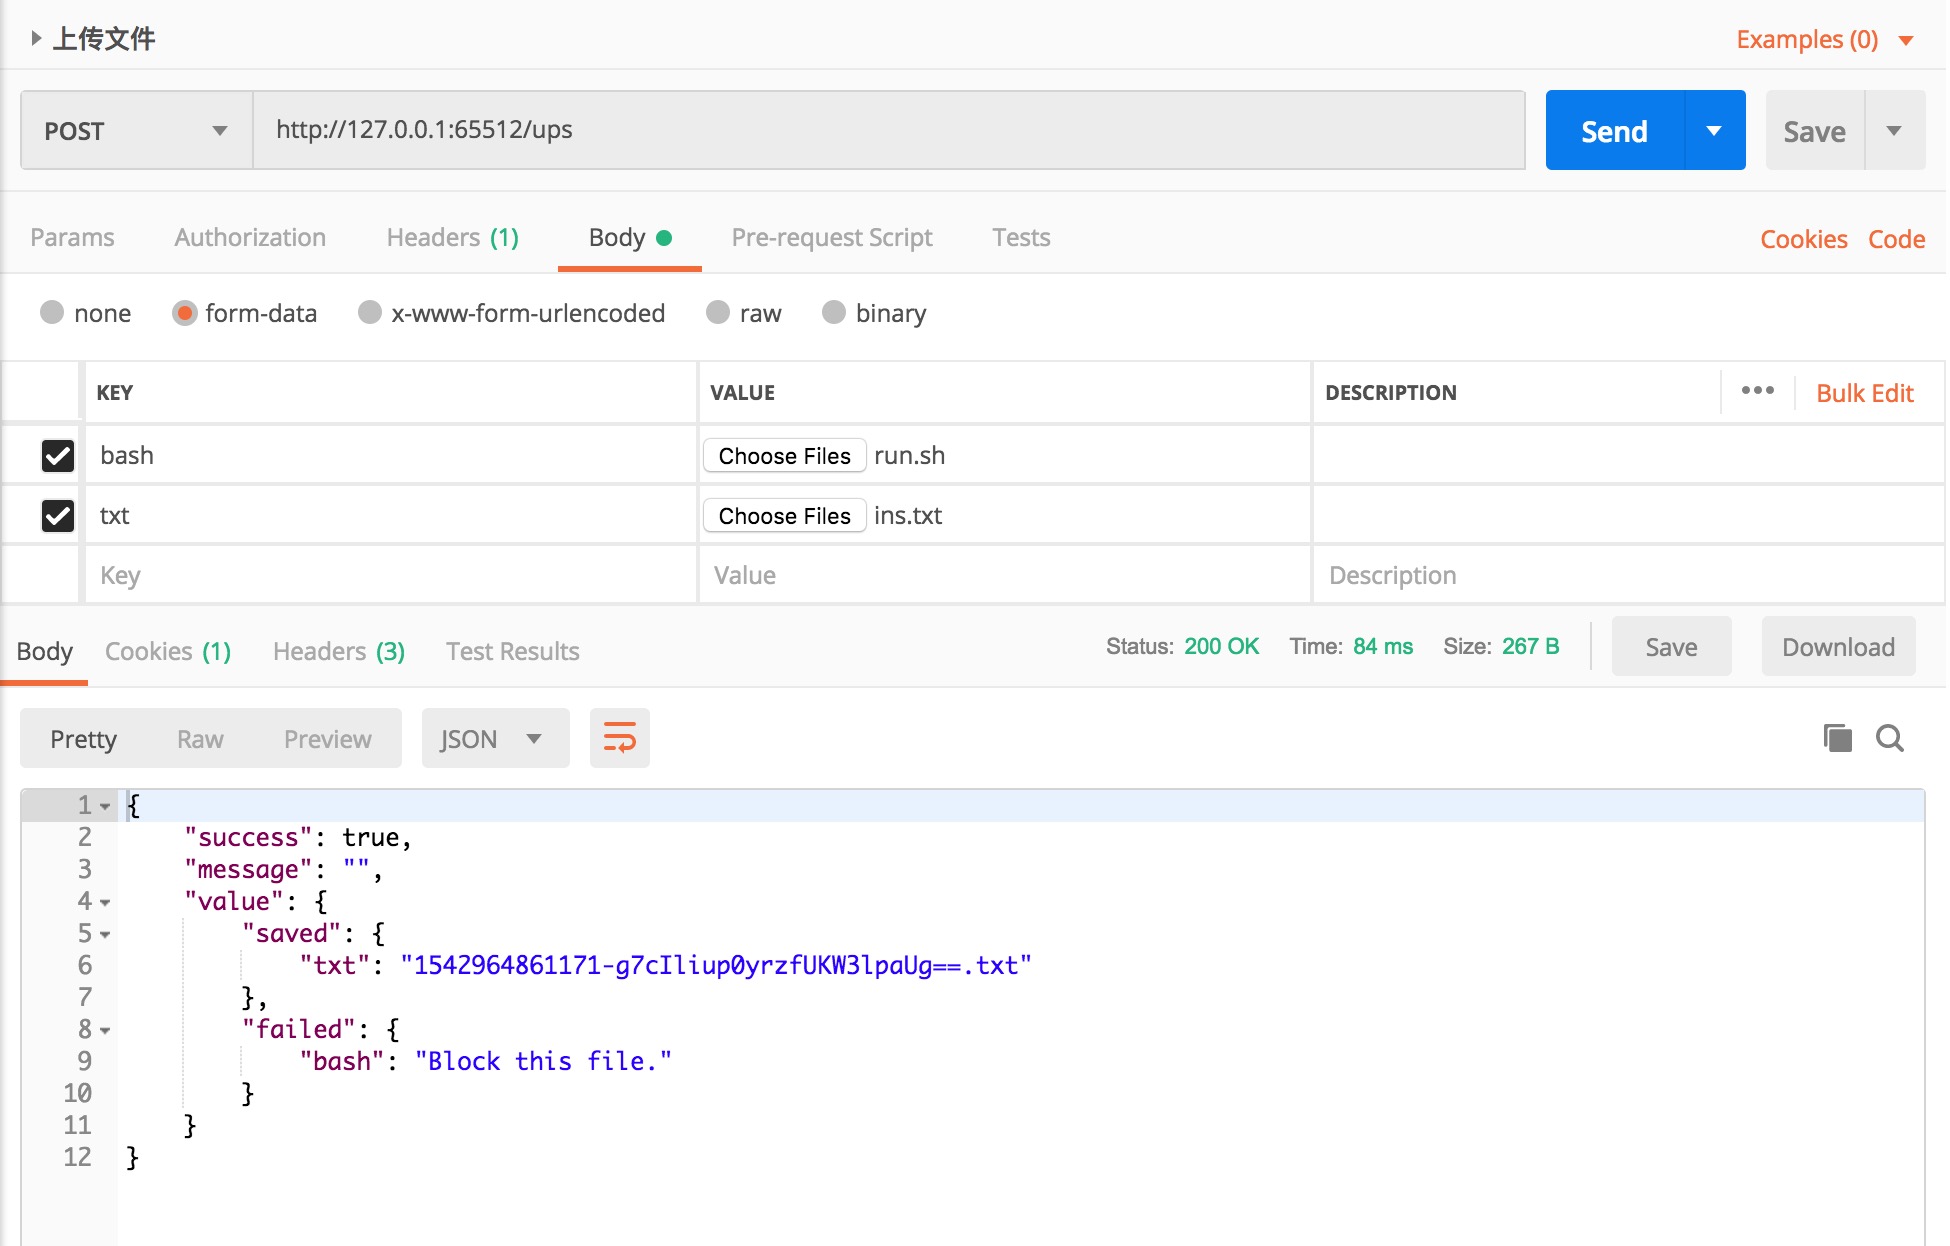 上传文件
Examples (0)
POST
http://127.0.0.1:65512/ups
Send
Save
Params Authorization Headers (1) Body Pre-request Script Tests Cookies Code
none form-data x-www-form-urlencoded raw binary
KEY VALUE DESCRIPTION ••• Bulk Edit
bash Choose Files run.sh
txt Choose Files ins.txt
Key Value Description
Body Cookies (1) Headers (3) Test Results Status: 200 OK Time: 84 ms Size: 267 B Save Download
Pretty Raw Preview JSON
1 {
2 "success": true,
3 "message": "",
4 "value": {
5 "saved": {
6 "txt": "1542964861171-g7cIliup0yrzfUKW3lpaUg==.txt"
7 },
8 "failed": {
9 "bash": "Block this file."
10 }
11 }
12 }